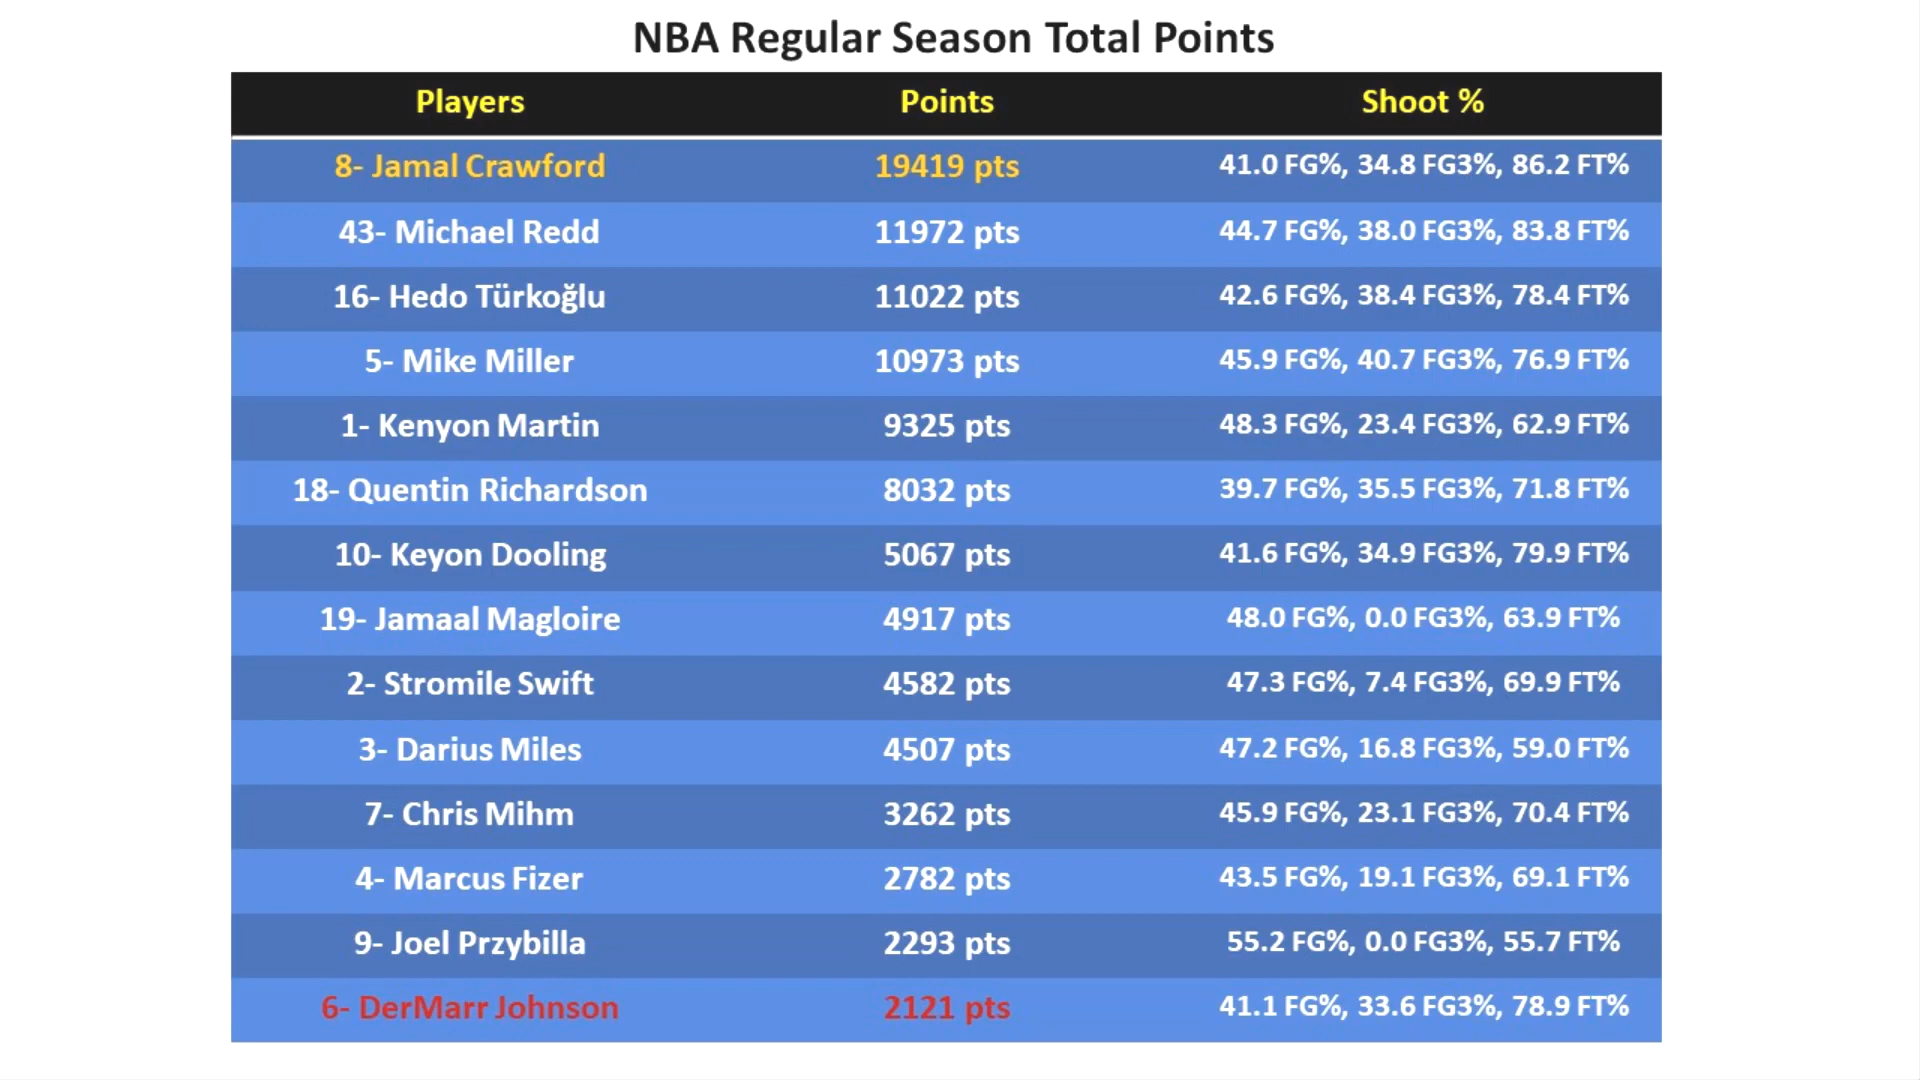 NBA Regular Season Total Points
Players Points Shoot %
8- Jamal Crawford 19419 pts 41.0 FG%, 34.8 FG3%, 86.2 FT%
43- Michael Redd 11972 pts 44.7 FG%, 38.0 FG3%, 83.8 FT%
16- Hedo Türkoğlu 11022 pts 42.6 FG%, 38.4 FG3%, 78.4 FT%
5- Mike Miller 10973 pts 45.9 FG%, 40.7 FG3%, 76.9 FT%
1- Kenyon Martin 9325 pts 48.3 FG%, 23.4 FG3%, 62.9 FT%
18- Quentin Richardson 8032 pts 39.7 FG%, 35.5 FG3%, 71.8 FT%
10- Keyon Dooling 5067 pts 41.6 FG%, 34.9 FG3%, 79.9 FT%
19- Jamaal Magloire 4917 pts 48.0 FG%, 0.0 FG3%, 63.9 FT%
2- Stromile Swift 4582 pts 47.3 FG%, 7.4 FG3%, 69.9 FT%
3- Darius Miles 4507 pts 47.2 FG%, 16.8 FG3%, 59.0 FT%
7- Chris Mihm 3262 pts 45.9 FG%, 23.1 FG3%, 70.4 FT%
4- Marcus Fizer 2782 pts 43.5 FG%, 19.1 FG3%, 69.1 FT%
9- Joel Przybilla 2293 pts 55.2 FG%, 0.0 FG3%, 55.7 FT%
6- DerMarr Johnson 2121 pts 41.1 FG%, 33.6 FG3%, 78.9 FT%